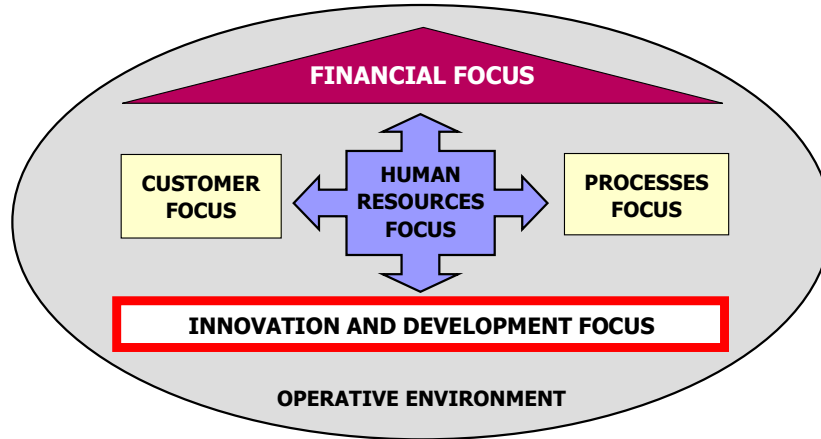 FINANCIAL FOCUS
CUSTOMER
FOCUS
HUMAN
RESOURCES
FOCUS
PROCESSES
FOCUS
INNOVATION AND DEVELOPMENT FOCUS
OPERATIVE ENVIRONMENT